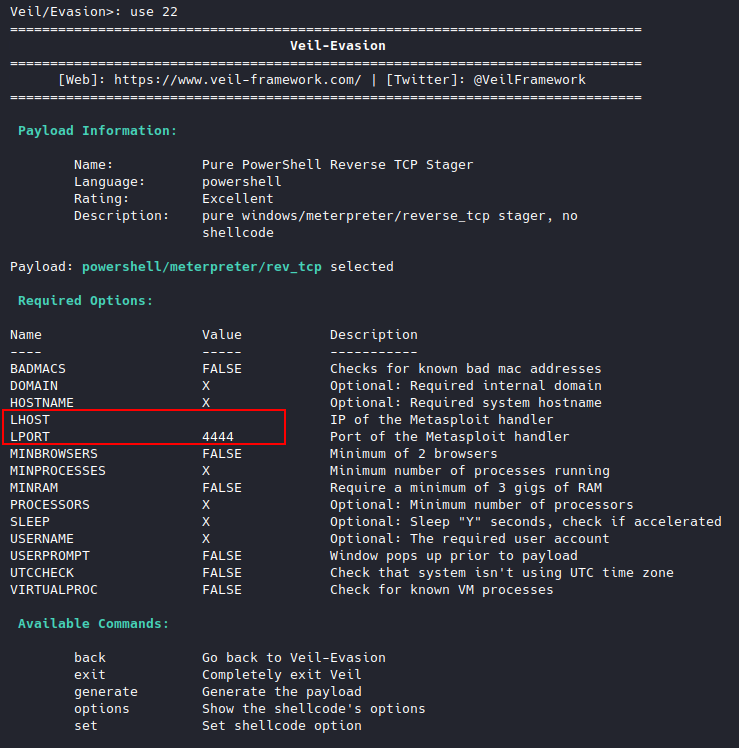 Veil/Evasion>: use 22
===============================================================================
Veil-Evasion
===============================================================================
[Web]: https://www.veil-framework.com/ | [Twitter]: @VeilFramework
===============================================================================
Payload Information:
Name: Pure PowerShell Reverse TCP Stager
Language: powershell
Rating: Excellent
Description: pure windows/meterpreter/reverse_tcp stager, no
shellcode
Payload: powershell/meterpreter/rev_tcp selected
Required Options:
Name Value Description
---- ----- -----------
BADMACS FALSE Checks for known bad mac addresses
DOMAIN X Optional: Required internal domain
HOSTNAME X Optional: Required system hostname
LHOST IP of the Metasploit handler
LPORT 4444 Port of the Metasploit handler
MINBROWSERS FALSE Minimum of 2 browsers
MINPROCESSES X Minimum number of processes running
MINRAM FALSE Require a minimum of 3 gigs of RAM
PROCESSORS X Optional: Minimum number of processors
SLEEP X Optional: Sleep "Y" seconds, check if accelerated
USERNAME X Optional: The required user account
USERPROMPT FALSE Window pops up prior to payload
UTCCHECK FALSE Check that system isn't using UTC time zone
VIRTUALPROC FALSE Check for known VM processes
Available Commands:
back Go back to Veil-Evasion
exit Completely exit Veil
generate Generate the payload
options Show the shellcode's options
set Set shellcode option